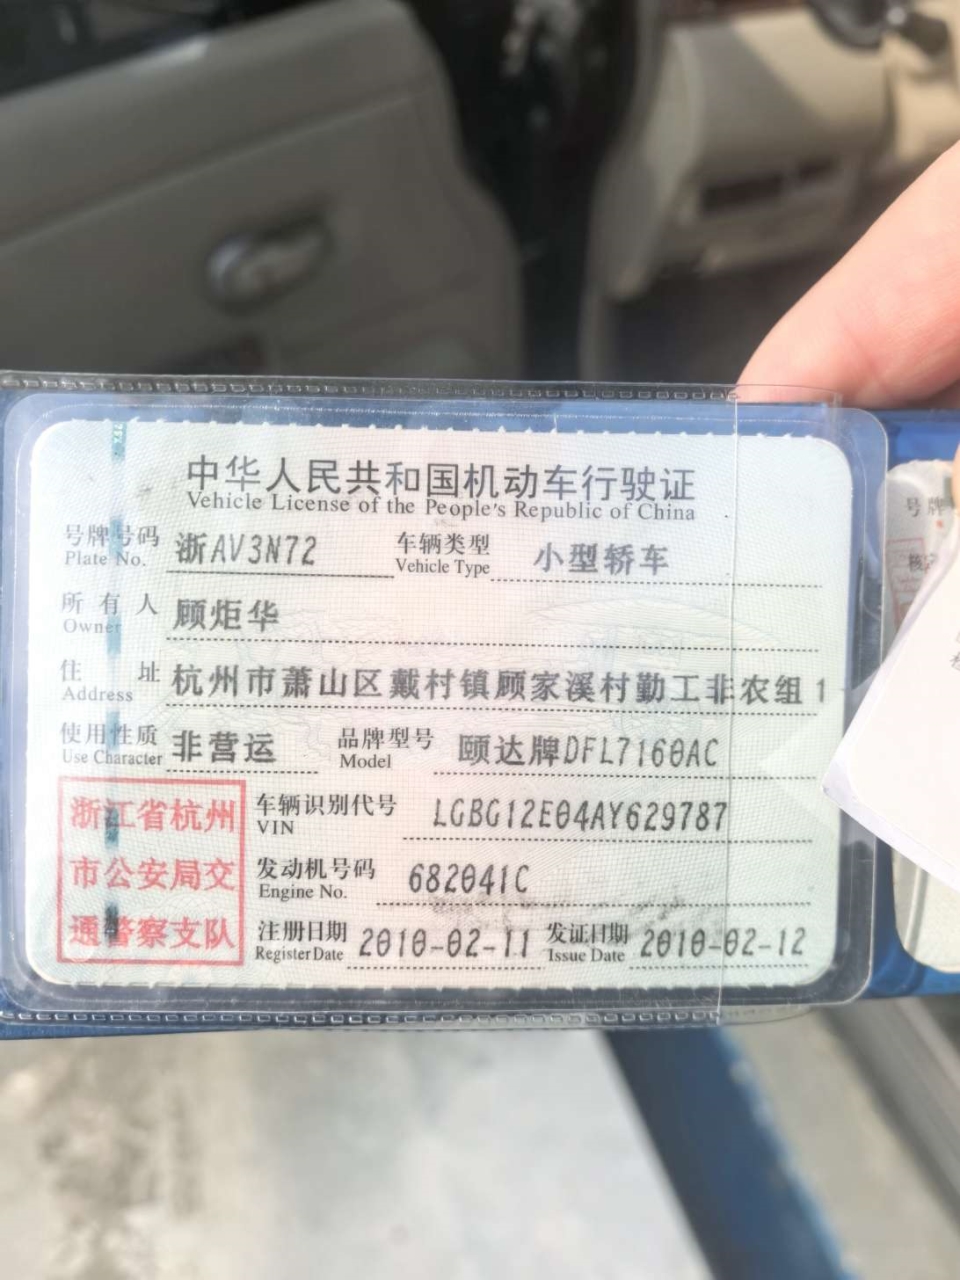 中华人民共和国机动车行驶证
Vehicle License of the People's Republic of China
号牌号码 浙AV3N72 车辆类型 小型轿车
Plate No. Vehicle Type
所有人 顾炬华
Owner
住址 杭州市萧山区戴村镇顾家溪村勤工非农组1
Address
使用性质 非营运 品牌型号 颐达牌DFL7160AC
Use Character Model
浙江省杭州
市公安局交
通警察支队
车辆识别代号 LGBG12E04AY629787
VIN
发动机号码 682041C
Engine No.
注册日期 2010-02-11 发证日期 2010-02-12
Register Date Issue Date
号牌